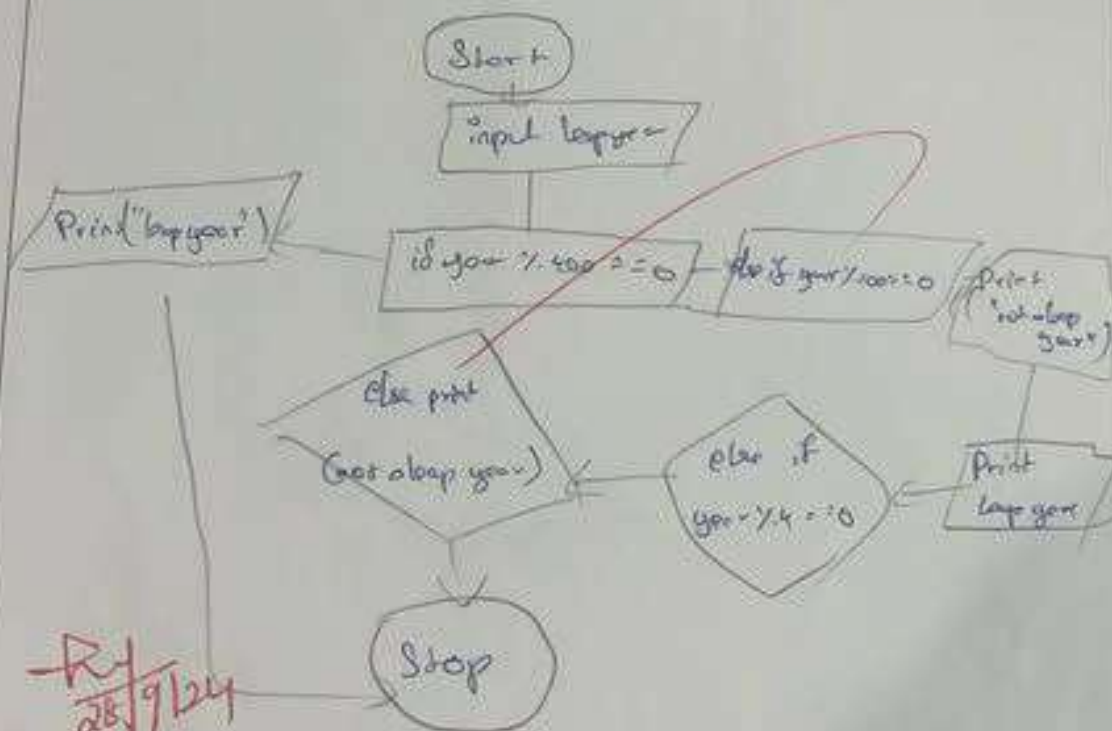 Start
input leapyear
Print("leapyear")
if year % 400 == 0
else if year % 100 == 0
Print
"not a leap
year")
else print
(not a leap year)
else if
year % 4 == 0
Print
leap year
Stop
28/9/24